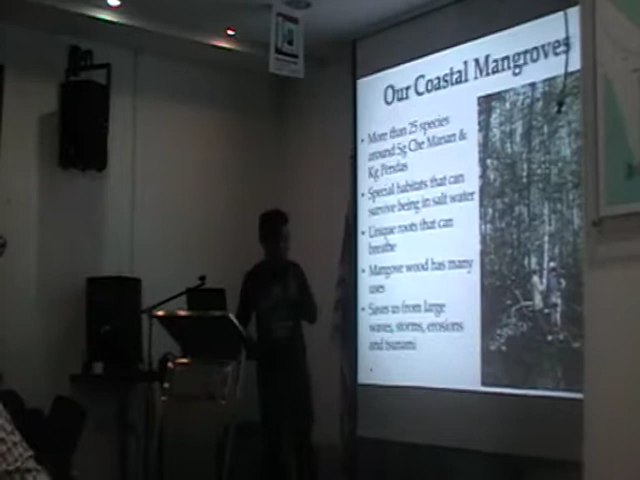 Our Coastal Mangroves
• More than 25 species
around Sg Che Manan &
Kg Pendas
• Special habitats that can
survive being in salt water
• Unique roots that can
breathe
• Mangove wood has many
uses
• Saves us from large
waves, storms, erosions
and tsunami